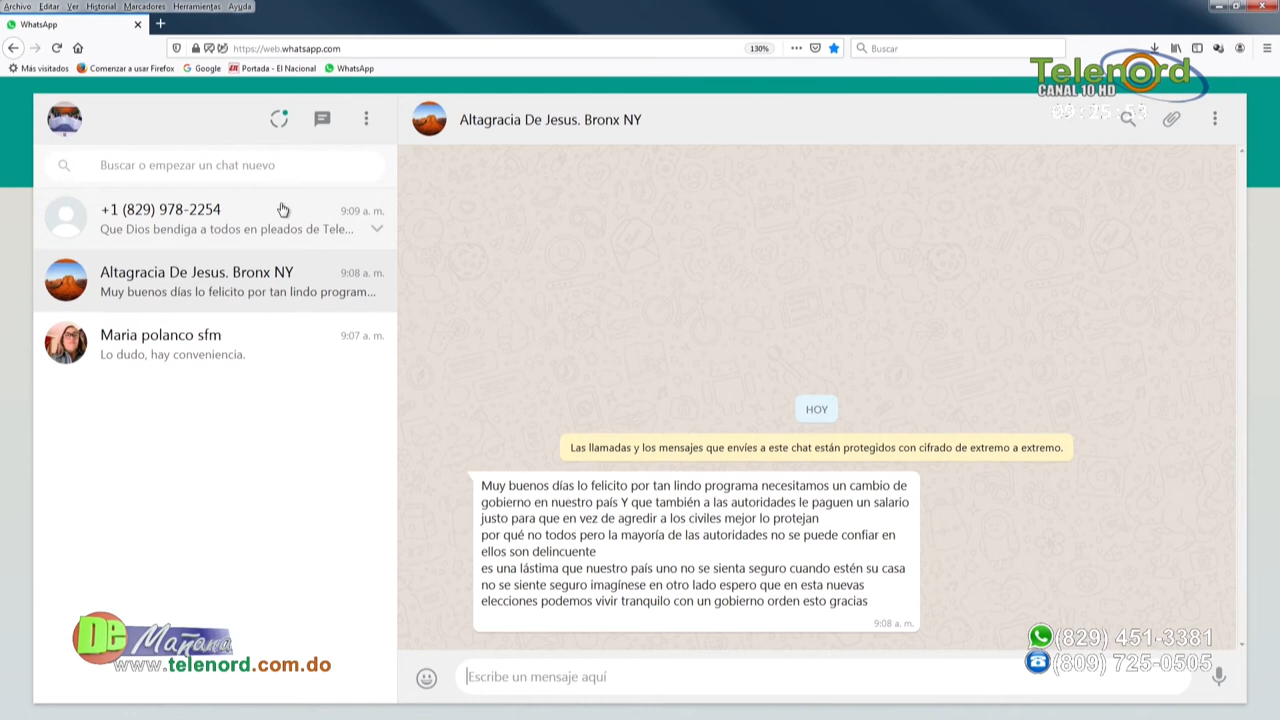 Archivo Editar Ver Historial Marcadores Herramientas Ayuda
WhatsApp
https://web.whatsapp.com
130%
Buscar
Más visitados Comenzar a usar Firefox Google Portada - El Nacional WhatsApp
Telenord
CANAL 10.HD
09:25:53
Altagracia De Jesus. Bronx NY
Buscar o empezar un chat nuevo
+1 (829) 978-2254 9:09 a. m.
Que Dios bendiga a todos en pleados de Tele...
Altagracia De Jesus. Bronx NY 9:08 a. m.
Muy buenos días lo felicito por tan lindo program...
Maria polanco sfm 9:07 a. m.
Lo dudo, hay conveniencia.
HOY
Las llamadas y los mensajes que envíes a este chat están protegidos con cifrado de extremo a extremo.
Muy buenos días lo felicito por tan lindo programa necesitamos un cambio de
gobierno en nuestro país Y que también a las autoridades le paguen un salario
justo para que en vez de agredir a los civiles mejor lo protejan
por qué no todos pero la mayoría de las autoridades no se puede confiar en
ellos son delincuente
es una lástima que nuestro país uno no se sienta seguro cuando estén su casa
no se siente seguro imagínese en otro lado espero que en esta nuevas
elecciones podemos vivir tranquilo con un gobierno orden esto gracias
9:08 a. m.
Escribe un mensaje aquí
De Mañana
www.telenord.com.do
(829) 451-3381
(809) 725-0505